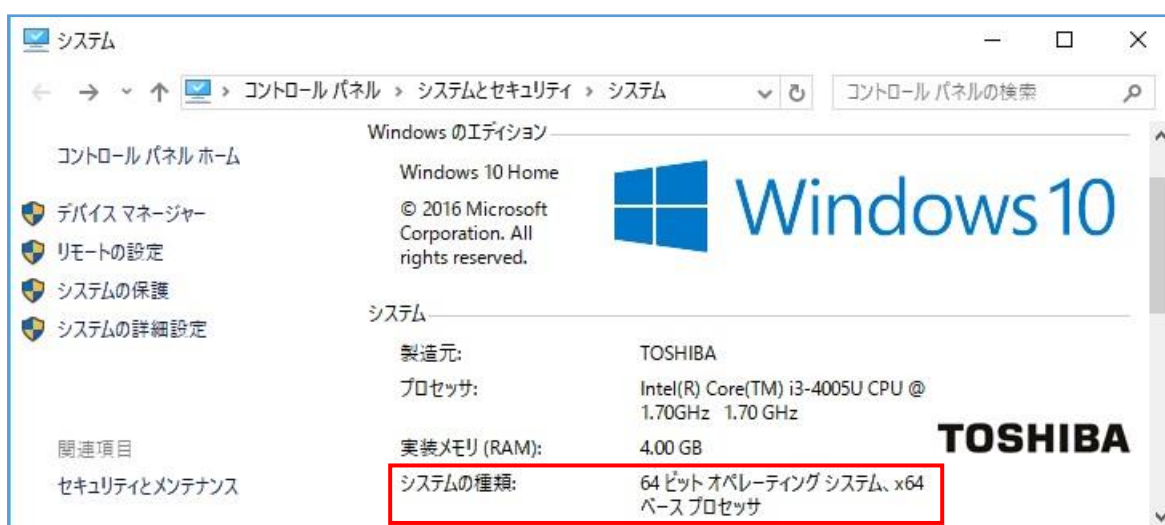 システム
コントロール パネル › システムとセキュリティ › システム
コントロール パネルの検索
コントロール パネル ホーム
デバイス マネージャー
リモートの設定
システムの保護
システムの詳細設定
関連項目
セキュリティとメンテナンス
Windows のエディション
Windows 10 Home
© 2016 Microsoft
Corporation. All
rights reserved.
Windows 10
システム
製造元: TOSHIBA
プロセッサ: Intel(R) Core(TM) i3-4005U CPU @
1.70GHz 1.70 GHz
実装メモリ (RAM): 4.00 GB
システムの種類: 64 ビット オペレーティング システム、x64
ベース プロセッサ
TOSHIBA